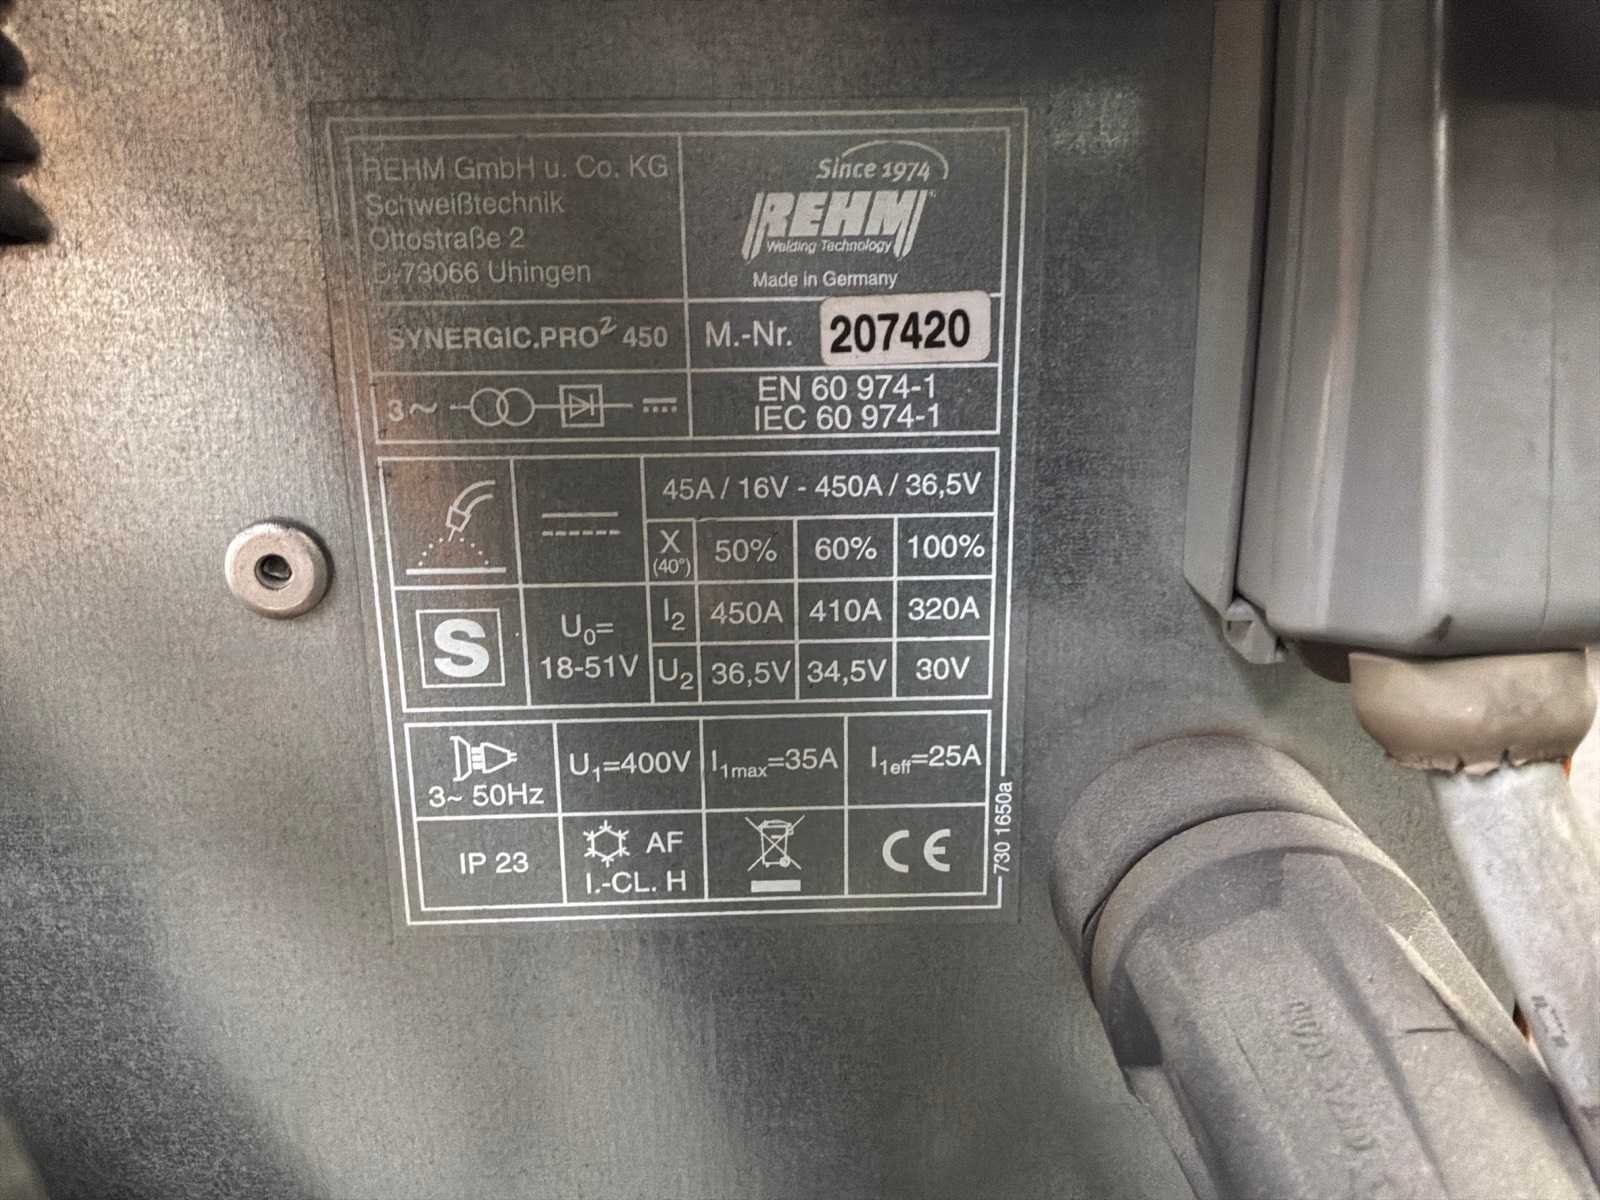 REHM GmbH u. Co. KG
Schweißtechnik
Ottostraße 2
D-73066 Uhingen
Since 1974
REHM
Welding Technology
Made in Germany
SYNERGIC.PRO² 450
M.-Nr. 207420
3~
EN 60 974-1
IEC 60 974-1
45A / 16V - 450A / 36,5V
X (40°) 50% 60% 100%
I2 450A 410A 320A
U2 36,5V 34,5V 30V
S
U0=
18-51V
3~ 50Hz
U1=400V
I1max=35A
I1eff=25A
IP 23
AF
I.-CL. H
CE
730 1650a